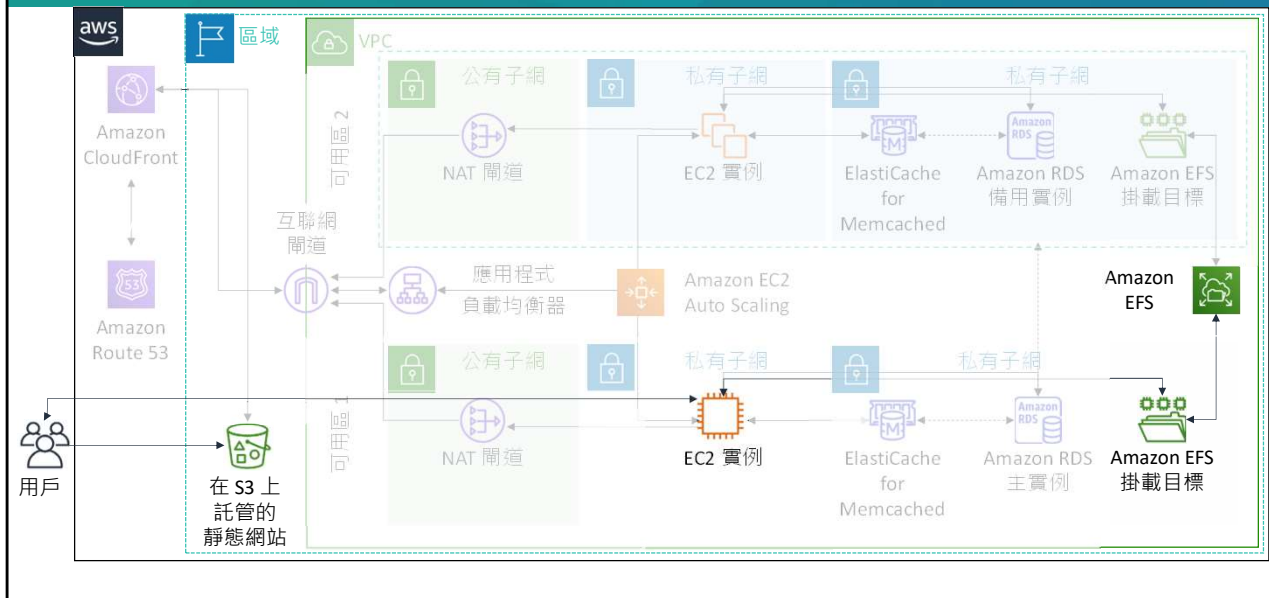 aws
區域
VPC
公有子網
私有子網
私有子網
Amazon
CloudFront
可用區 2
NAT 閘道
EC2 實例
ElastiCache
for
Memcached
Amazon
RDS
Amazon RDS
備用實例
Amazon EFS
掛載目標
互聯網
閘道
應用程式
負載均衡器
Amazon EC2
Auto Scaling
Amazon
EFS
53
Amazon
Route 53
公有子網
私有子網
私有子網
可用區 1
NAT 閘道
EC2 實例
M
ElastiCache
for
Memcached
Amazon
RDS
Amazon RDS
主實例
Amazon EFS
掛載目標
用戶
在 S3 上
託管的
靜態網站
M